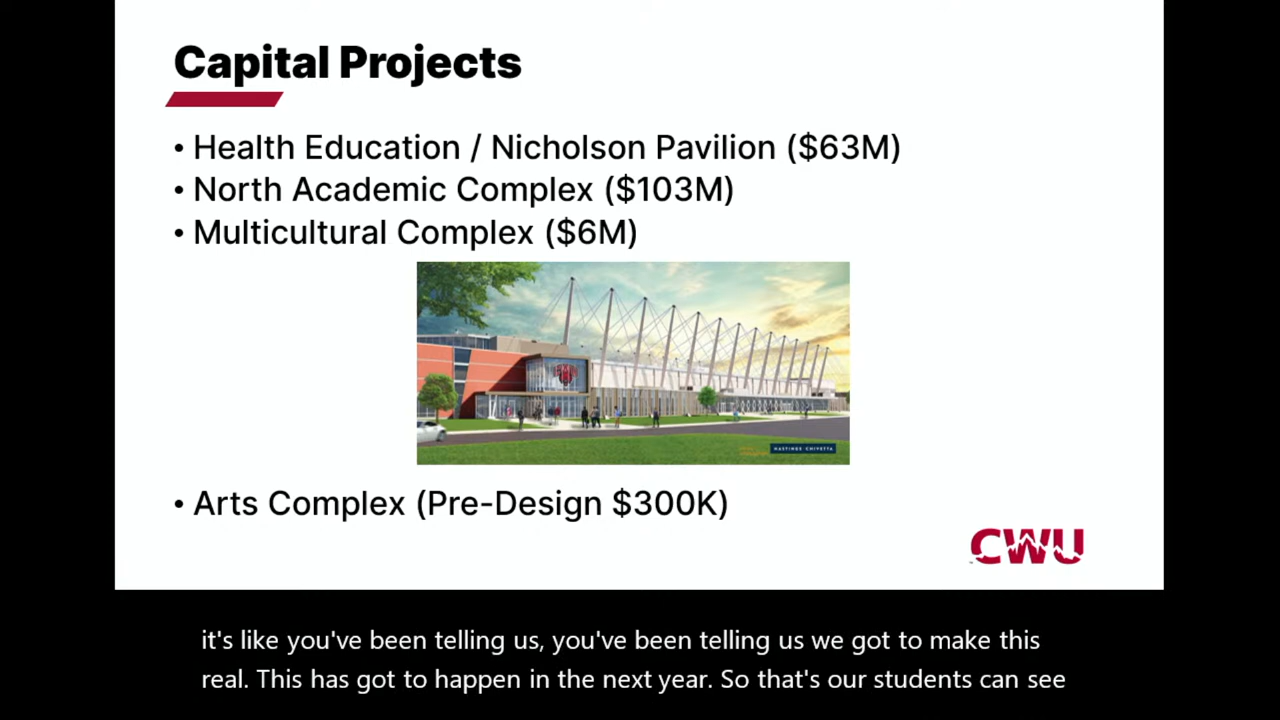 Capital Projects
• Health Education / Nicholson Pavilion ($63M)
• North Academic Complex ($103M)
• Multicultural Complex ($6M)
HASTINGS+CHIVETTA
• Arts Complex (Pre-Design $300K)
CWU
it's like you've been telling us, you've been telling us we got to make this
real. This has got to happen in the next year. So that's our students can see